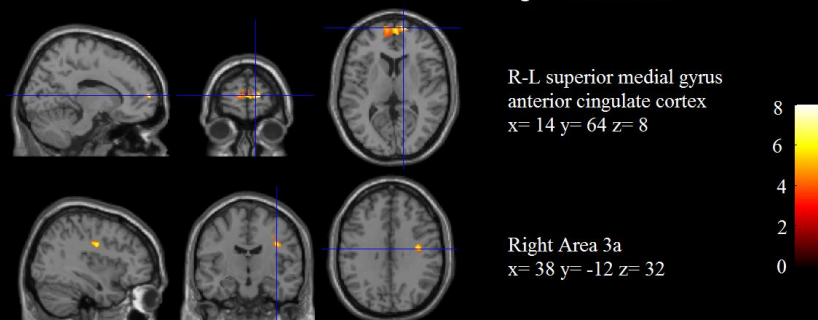 R-L superior medial gyrus
anterior cingulate cortex
x= 14 y= 64 z= 8
8
6
4
2
0
Right Area 3a
x= 38 y= -12 z= 32